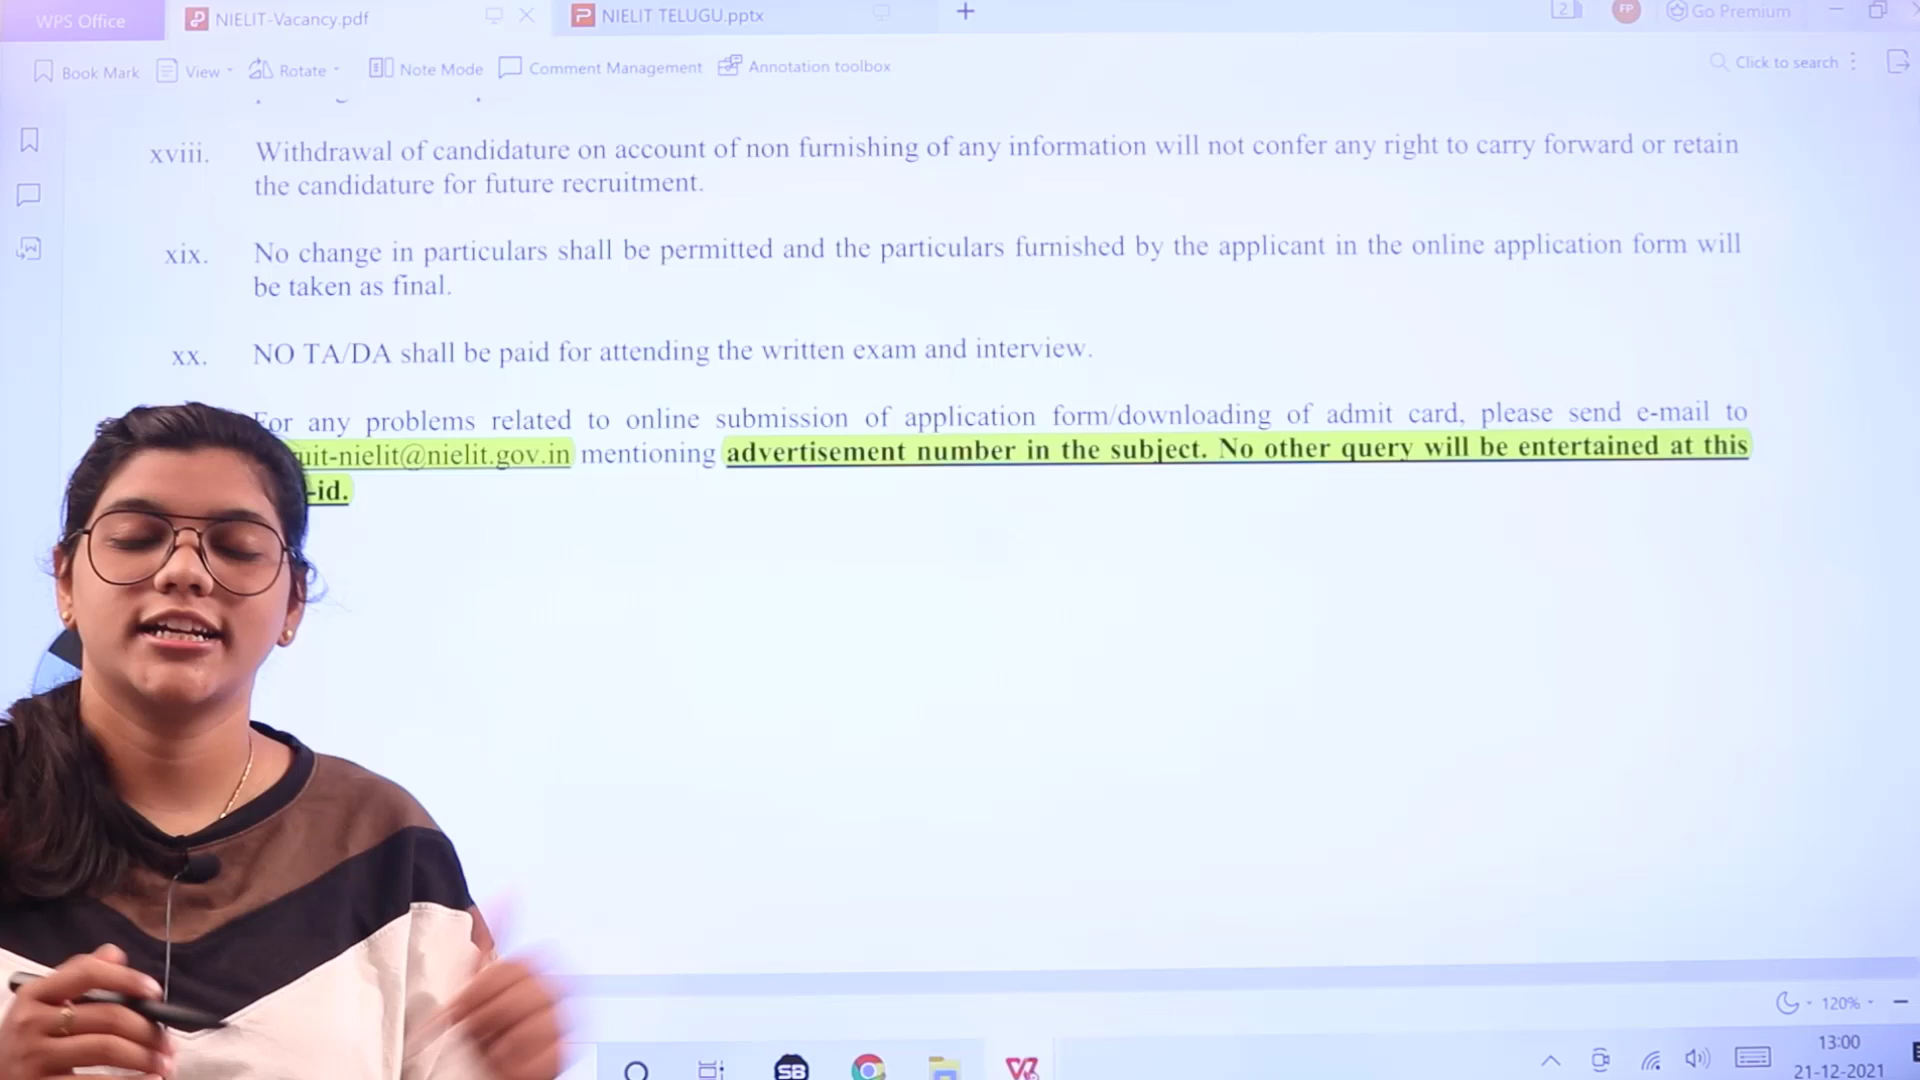 WPS Office
NIELIT-Vacancy.pdf
NIELIT TELUGU.pptx
+
2
FP
Go Premium
Book Mark
View
Rotate
Note Mode
Comment Management
Annotation toolbox
Click to search
xviii. Withdrawal of candidature on account of non furnishing of any information will not confer any right to carry forward or retain
the candidature for future recruitment.
xix. No change in particulars shall be permitted and the particulars furnished by the applicant in the online application form will
be taken as final.
xx. NO TA/DA shall be paid for attending the written exam and interview.
For any problems related to online submission of application form/downloading of admit card, please send e-mail to
uit-nielit@nielit.gov.in mentioning advertisement number in the subject. No other query will be entertained at this
-id.
120%
SB
13:00
21-12-2021